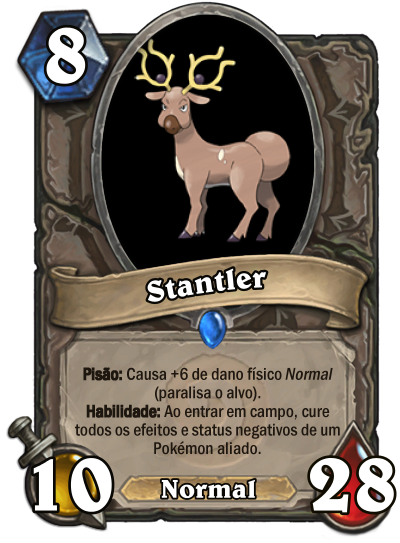 8
Stantler
Pisão: Causa +6 de dano físico Normal
(paralisa o alvo).
Habilidade: Ao entrar em campo, cure
todos os efeitos e status negativos de um
Pokémon aliado.
10
Normal
28